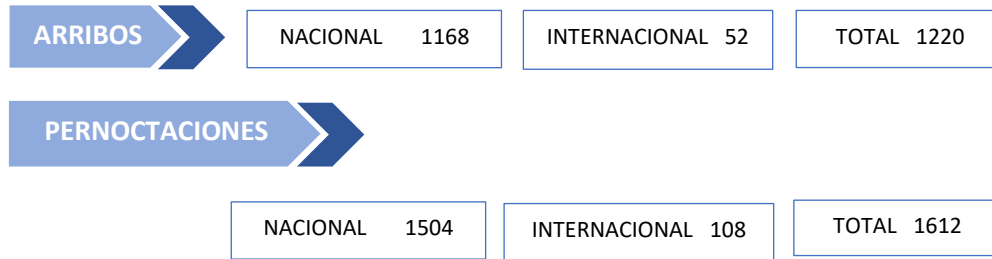 ARRIBOS NACIONAL 1168 INTERNACIONAL 52 TOTAL 1220
PERNOCTACIONES
NACIONAL 1504 INTERNACIONAL 108 TOTAL 1612